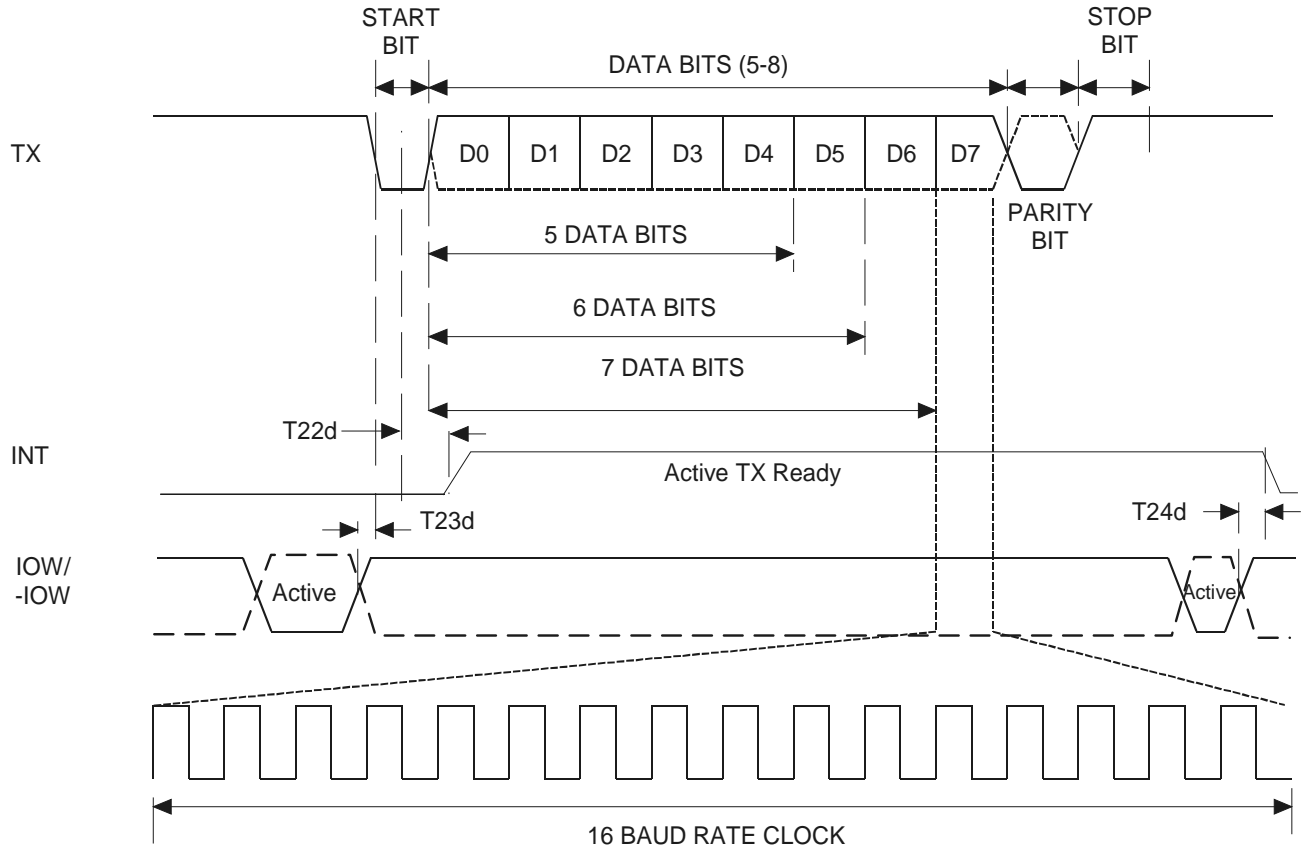 START
BIT
STOP
BIT
DATA BITS (5-8)
TX
D0 D1 D2 D3 D4 D5 D6 D7
PARITY
BIT
5 DATA BITS
6 DATA BITS
7 DATA BITS
T22d
INT
Active TX Ready
T23d
T24d
IOW/
-IOW
Active
Active
16 BAUD RATE CLOCK